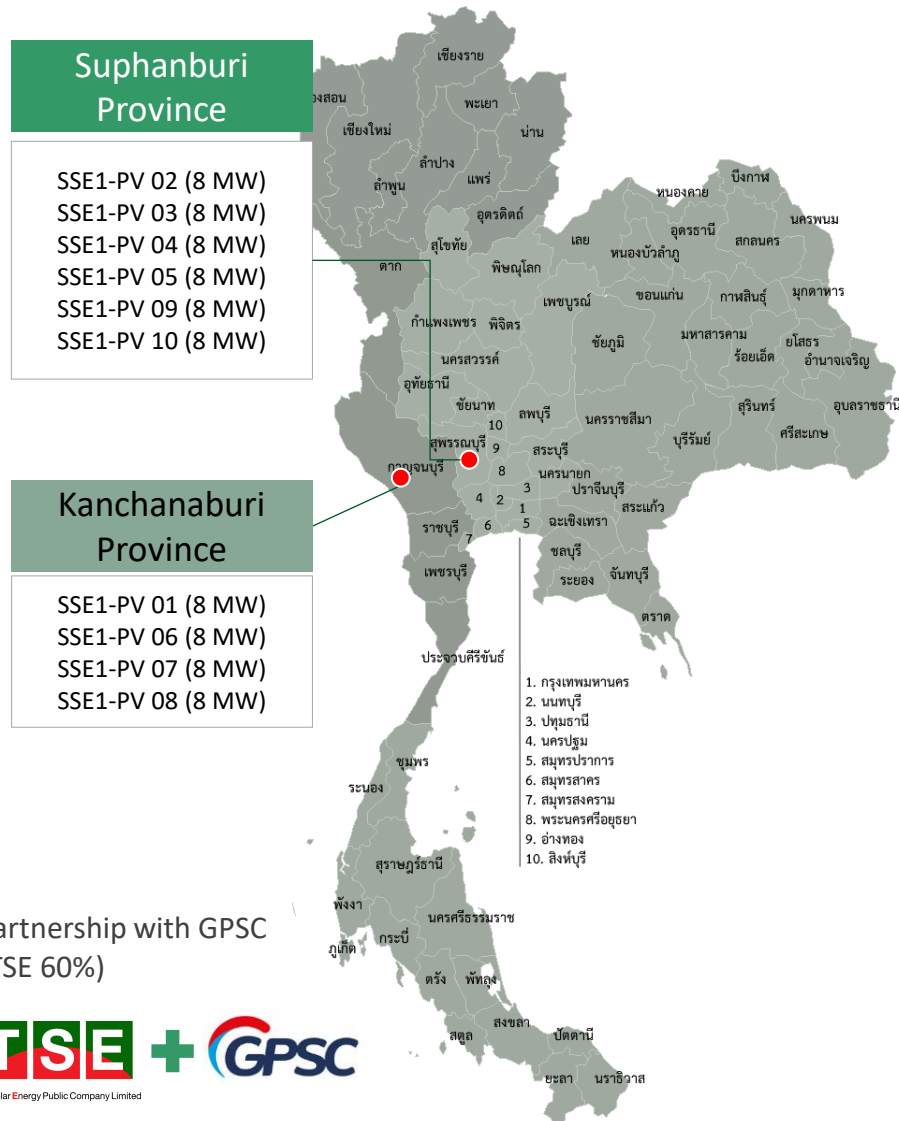 Suphanburi
Province
SSE1-PV 02 (8 MW)
SSE1-PV 03 (8 MW)
SSE1-PV 04 (8 MW)
SSE1-PV 05 (8 MW)
SSE1-PV 09 (8 MW)
SSE1-PV 10 (8 MW)
Kanchanaburi
Province
SSE1-PV 01 (8 MW)
SSE1-PV 06 (8 MW)
SSE1-PV 07 (8 MW)
SSE1-PV 08 (8 MW)
เชียงราย
องสอน
พะเยา
เชียงใหม่
น่าน
ลำปาง
แพร่
ลำพูน
อุตรดิตถ์
บึงกาฬ
หนองคาย
นครพนม
อุดรธานี
สกลนคร
เลย
หนองบัวลำภู
สุโขทัย
ตาก
พิษณุโลก
เพชบูรณ์
ขอนแก่น
กาฬสินธุ์
มุกดาหาร
กำแพงเพชร
พิจิตร
ชัยภูมิ
มหาสารคาม
ร้อยเอ็ด
ยโสธร
อำนาจเจริญ
นครสวรรค์
อุทัยธานี
ชัยนาท
ลพบุรี
นครราชสีมา
สุรินทร์
อุบลราชธานี
บุรีรัมย์
ศรีสะเกษ
10
สุพรรณบุรี
9
สระบุรี
กาญจนบุรี
8
นครนายก
3
ปราจีนบุรี
4
2
1
สระแก้ว
ราชบุรี
6
5
ฉะเชิงเทรา
7
ชลบุรี
เพชรบุรี
ระยอง
จันทบุรี
ตราด
ประจวบคีรีขันธ์
1. กรุงเทพมหานคร
2. นนทบุรี
3. ปทุมธานี
4. นครปฐม
5. สมุทรปราการ
6. สมุทรสาคร
7. สมุทรสงคราม
8. พระนครศรีอยุธยา
9. อ่างทอง
10. สิงห์บุรี
ชุมพร
ระนอง
สุราษฎร์ธานี
พังงา
นครศรีธรรมราช
กระบี่
ภูเก็ต
ตรัง
พัทลุง
สตูล
สงขลา
ปัตตานี
ยะลา
นราธิวาส
artnership with GPSC
TSE 60%)
TSE
GPSC
lar Energy Public Company Limited